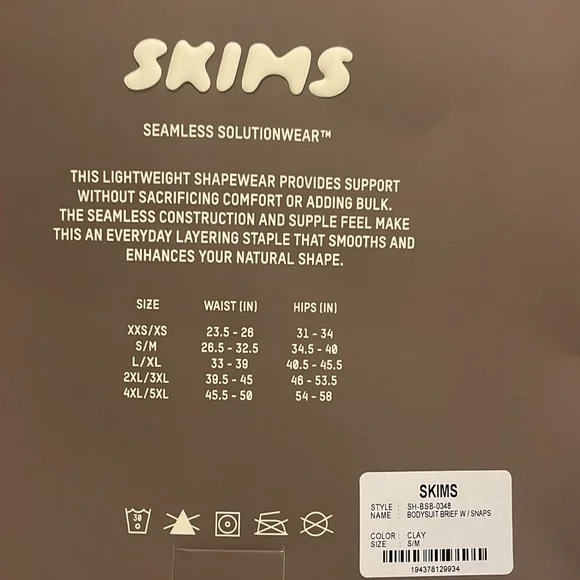 SKIMS
SEAMLESS SOLUTIONWEAR™
THIS LIGHTWEIGHT SHAPEWEAR PROVIDES SUPPORT
WITHOUT SACRIFICING COMFORT OR ADDING BULK.
THE SEAMLESS CONSTRUCTION AND SUPPLE FEEL MAKE
THIS AN EVERYDAY LAYERING STAPLE THAT SMOOTHS AND
ENHANCES YOUR NATURAL SHAPE.
SIZE WAIST (IN) HIPS (IN)
XXS/XS 23.5 - 26 31 - 34
S/M 26.5 - 32.5 34.5 - 40
L/XL 33 - 39 40.5 - 45.5
2XL/3XL 39.5 - 45 46 - 53.5
4XL/5XL 45.5 - 50 54 - 58
30
SKIMS
STYLE : SH-BSB-0348
NAME : BODYSUIT BRIEF W / SNAPS
COLOR : CLAY
SIZE : S/M
194378129934